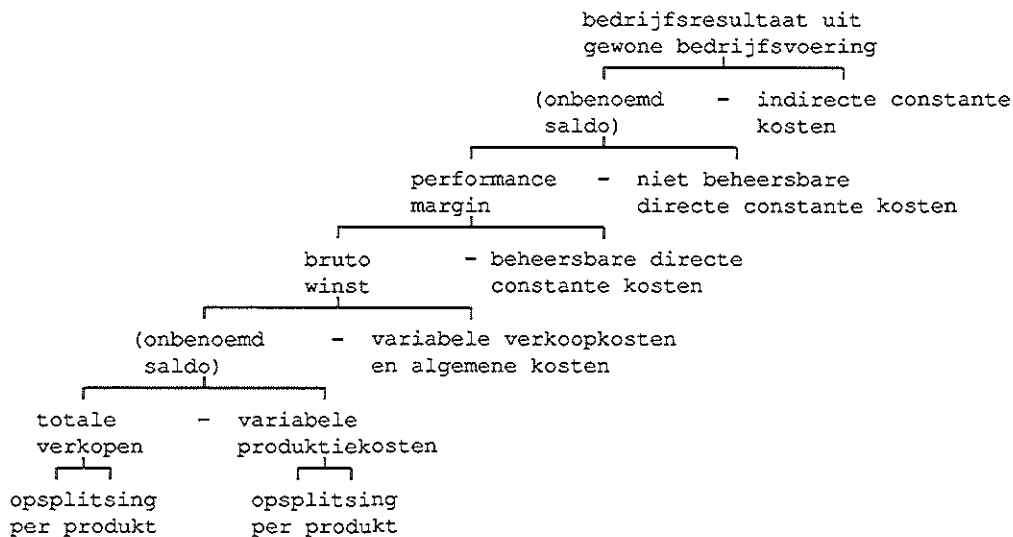 bedrijfsresultaat uit
gewone bedrijfsvoering
(onbenoemd - indirecte constante
saldo) kosten
performance - niet beheersbare
margin directe constante kosten
bruto - beheersbare directe
winst constante kosten
(onbenoemd - variabele verkoopkosten
saldo) en algemene kosten
totale - variabele
verkopen produktiekosten
opsplitsing opsplitsing
per produkt per produkt